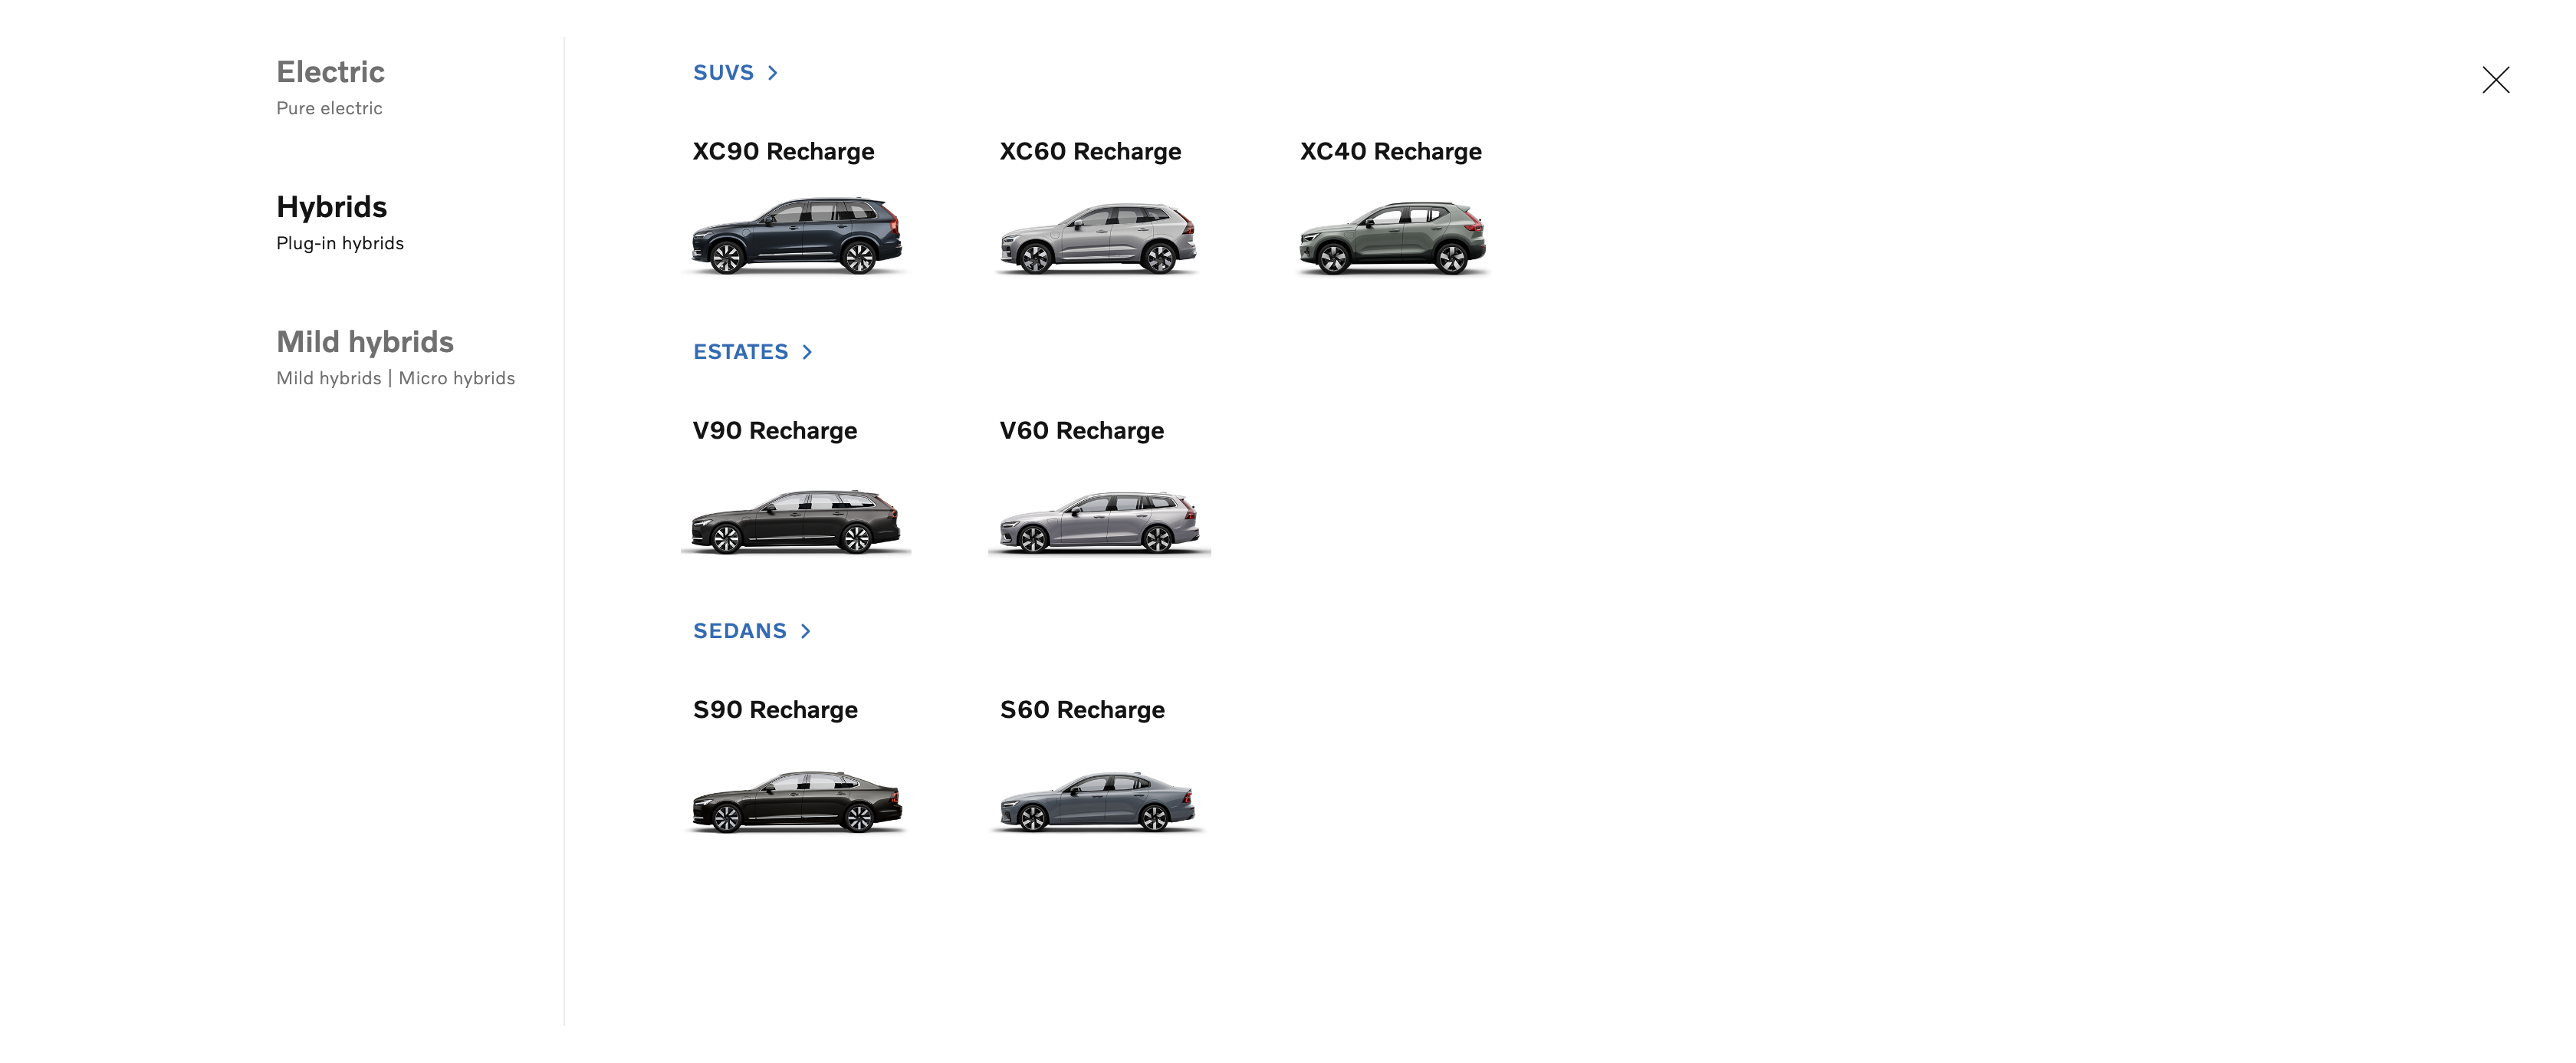 Electric
Pure electric
Hybrids
Plug-in hybrids
Mild hybrids
Mild hybrids | Micro hybrids
SUVS
XC90 Recharge
XC60 Recharge
XC40 Recharge
ESTATES
V90 Recharge
V60 Recharge
SEDANS
S90 Recharge
S60 Recharge